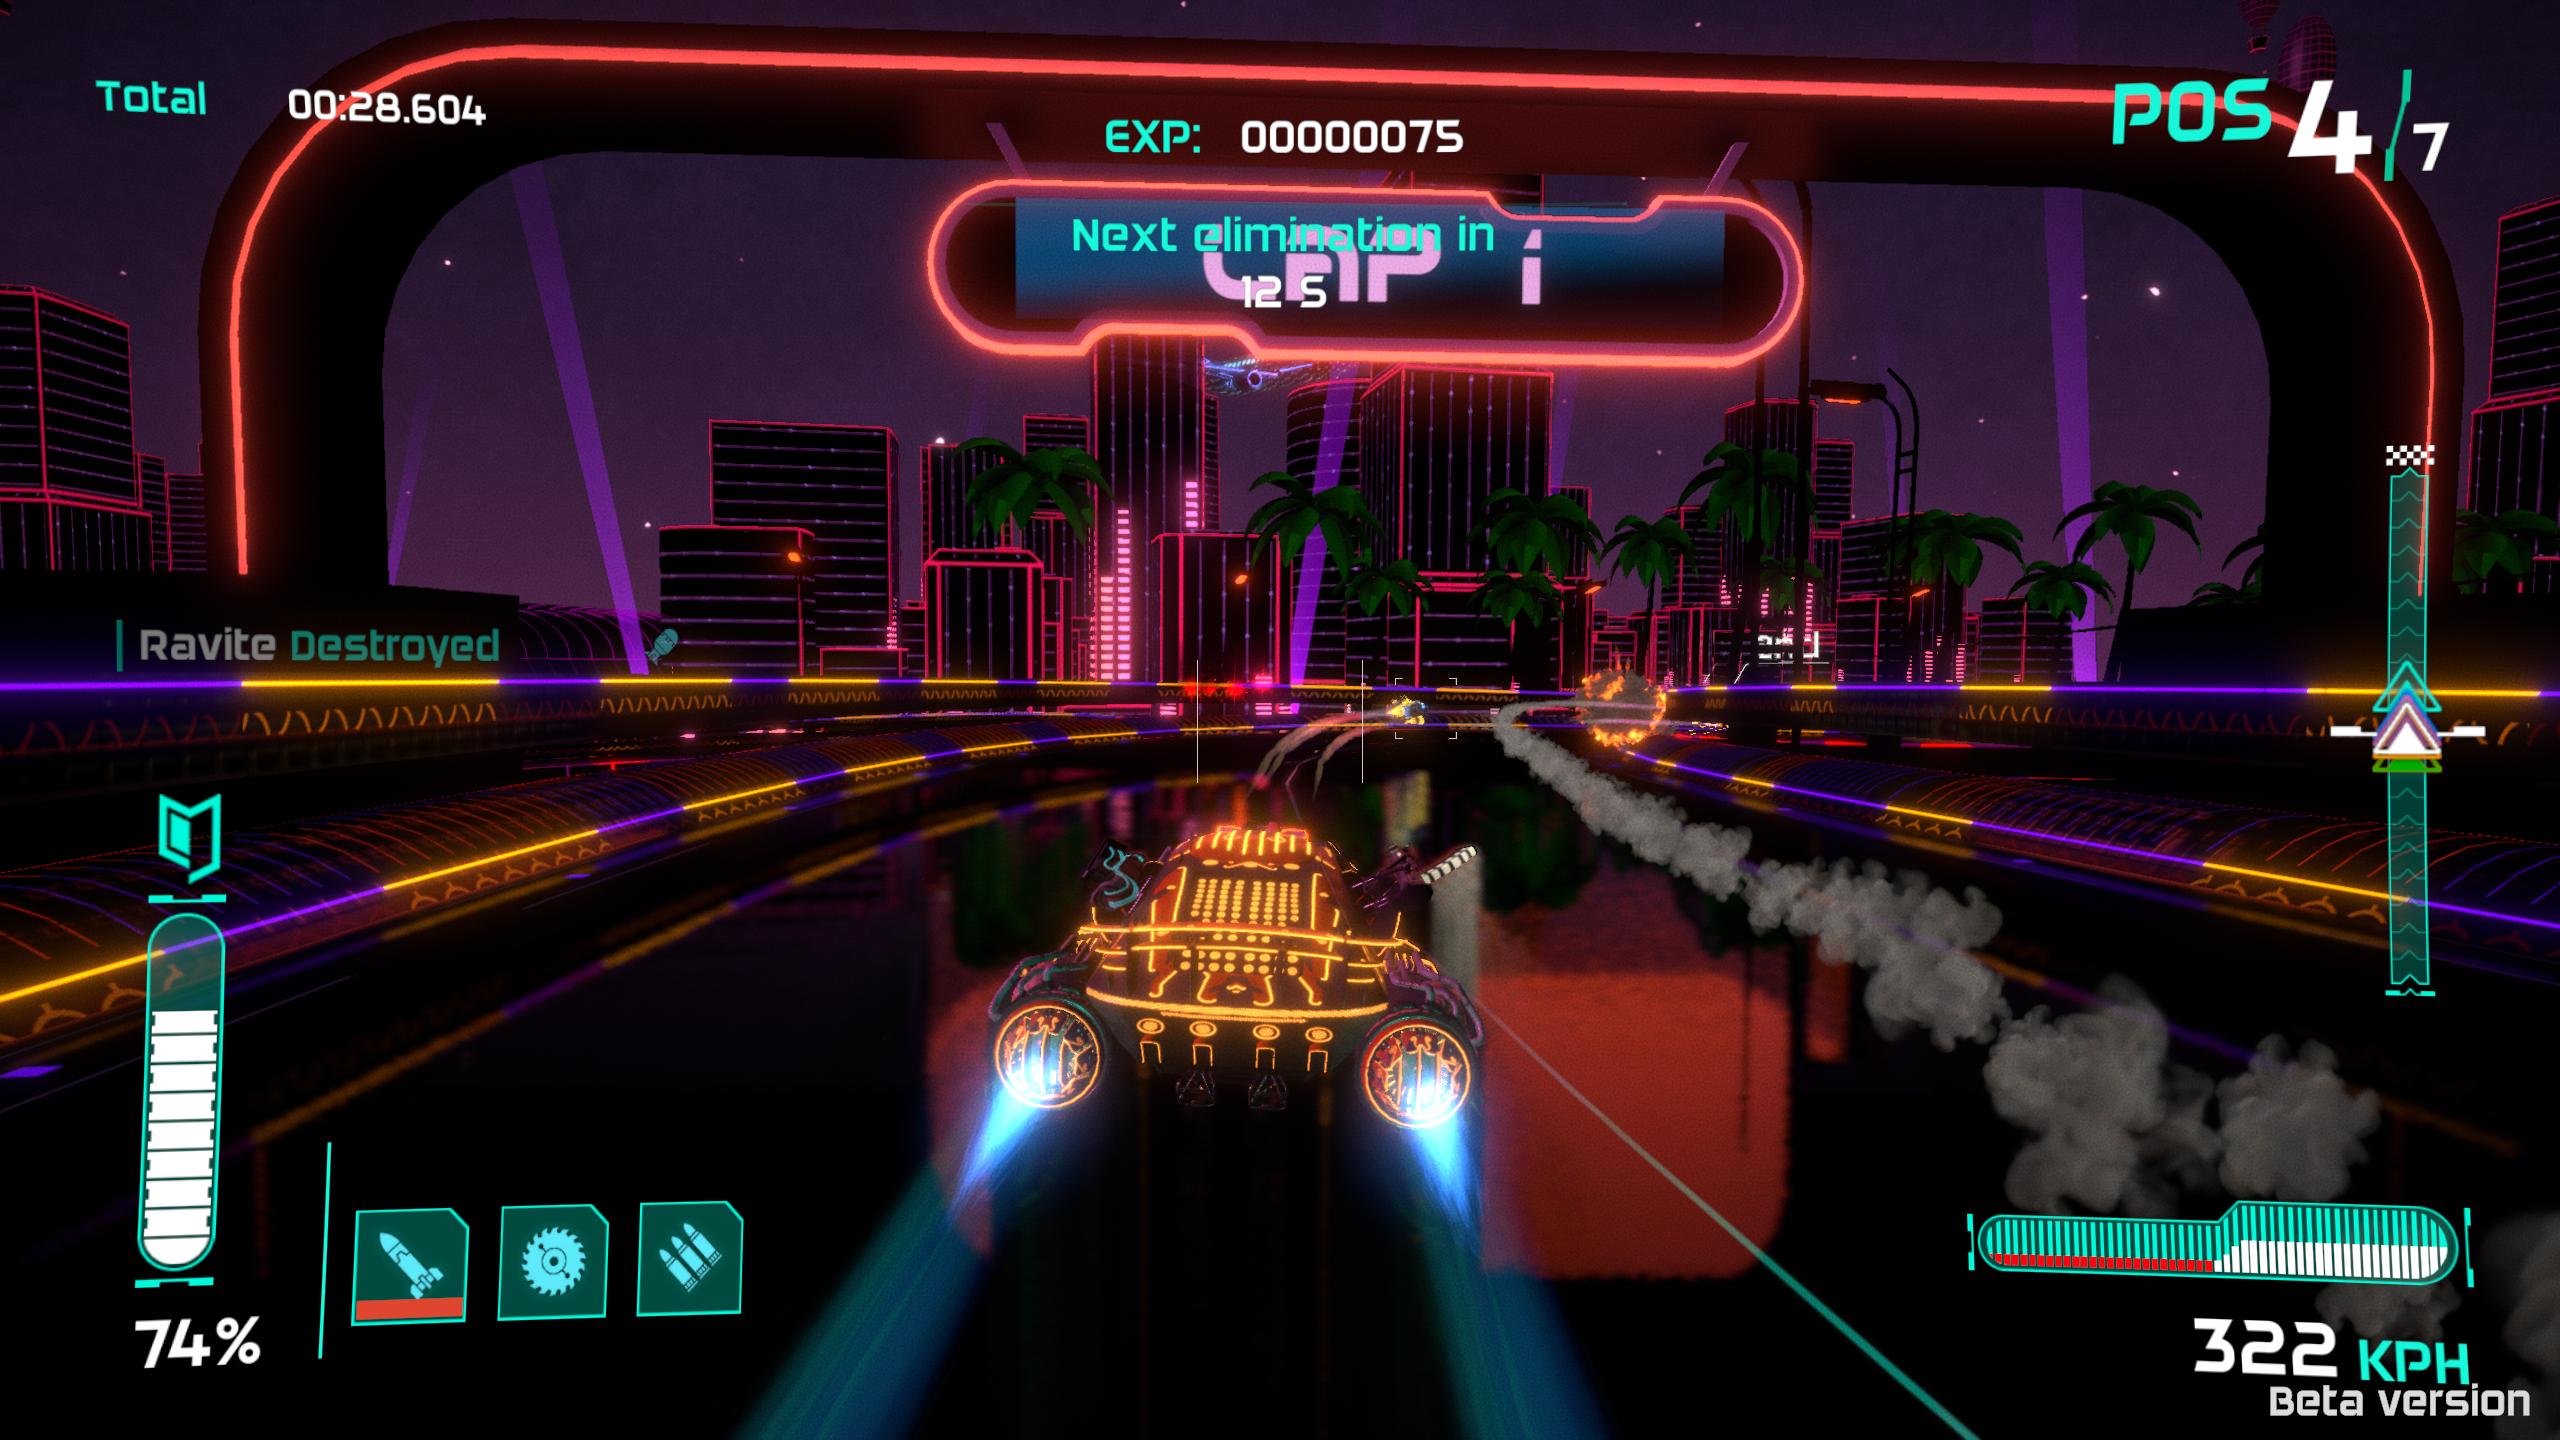 Total 00:28.604
EXP: 00000075
POS 4/7
Next elimination in
12 S
Ravite Destroyed
74%
322 KPH
Beta version